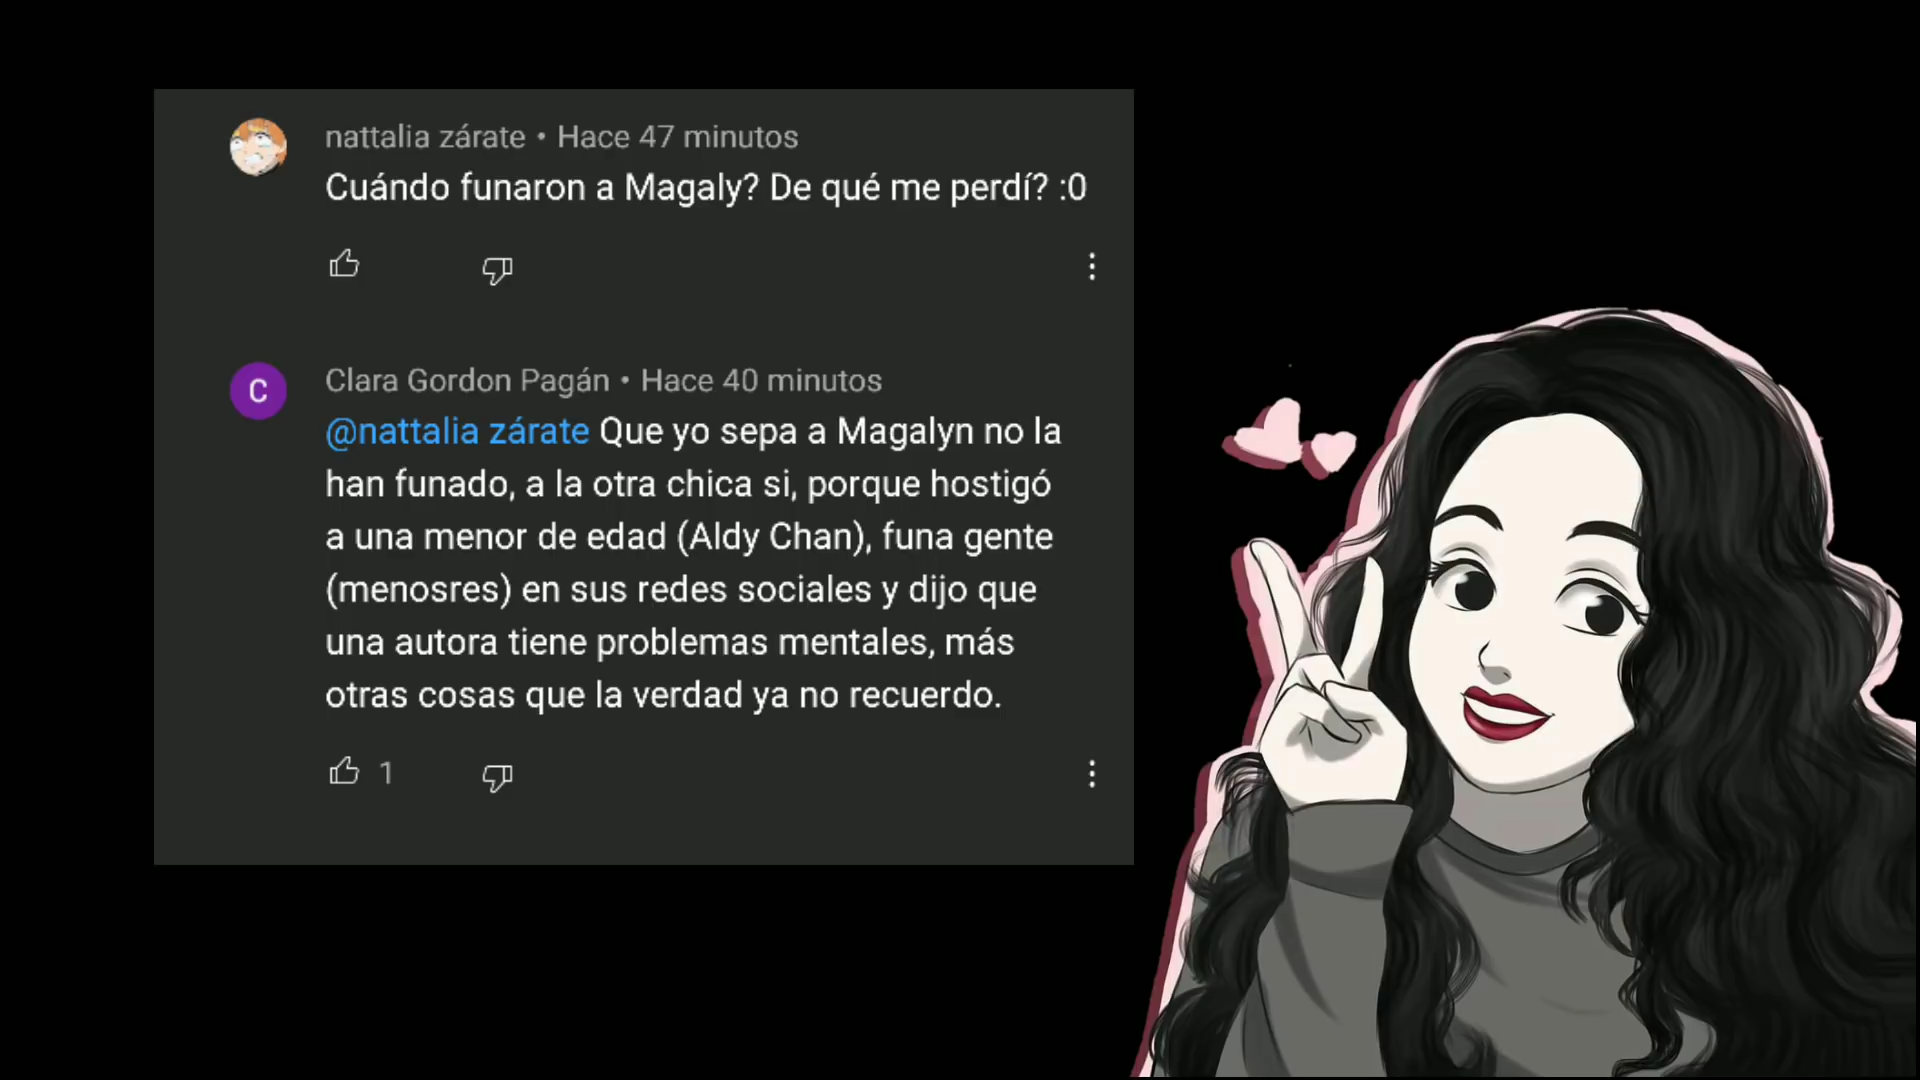 nattalia zárate • Hace 47 minutos
Cuándo funaron a Magaly? De qué me perdí? :0
C
Clara Gordon Pagán • Hace 40 minutos
@nattalia zárate Que yo sepa a Magalyn no la
han funado, a la otra chica si, porque hostigó
a una menor de edad (Aldy Chan), funa gente
(menosres) en sus redes sociales y dijo que
una autora tiene problemas mentales, más
otras cosas que la verdad ya no recuerdo.
1